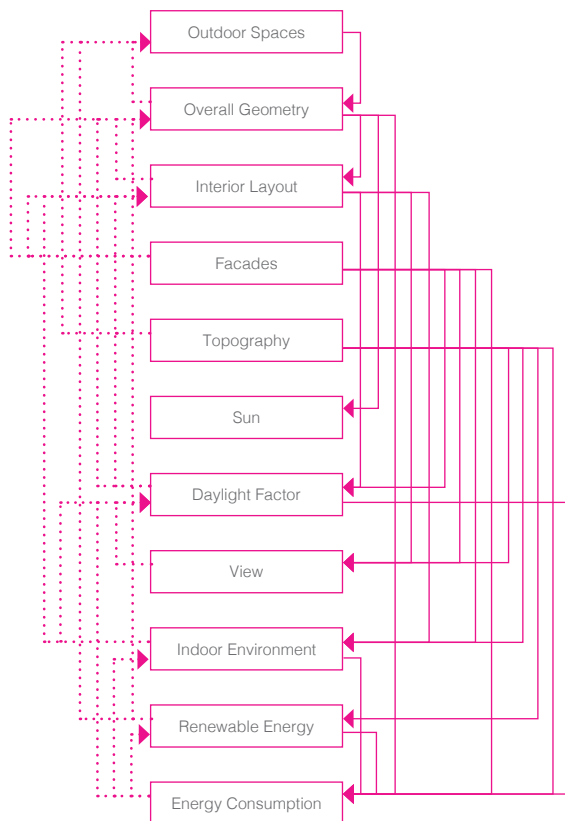 Outdoor Spaces
Overall Geometry
Interior Layout
Facades
Topography
Sun
Daylight Factor
View
Indoor Environment
Renewable Energy
Energy Consumption